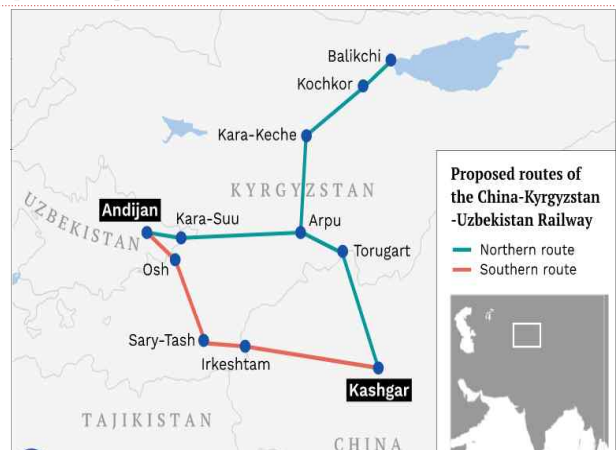 Balikchi
Kochkor
Kara-Keche
KYRGYZSTAN
UZBEKISTAN
Andijan
Kara-Suu
Arpu
Torugart
Osh
Sary-Tash
Irkeshtam
Kashgar
TAJIKISTAN
CHINA
Proposed routes of
the China-Kyrgyzstan
-Uzbekistan Railway
Northern route
Southern route